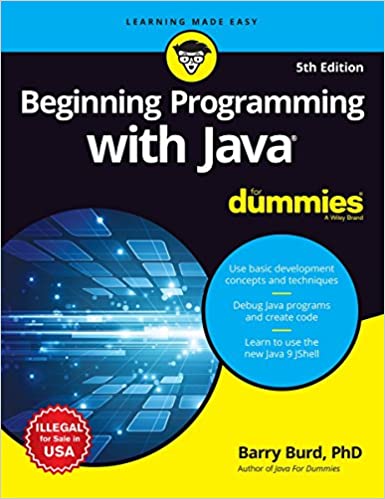 LEARNING MADE EASY
5th Edition
Beginning Programming
with Java®
for
dummies®
A Wiley Brand
Use basic development
concepts and techniques
Debug Java programs
and create code
Learn to use the
new Java 9 JShell
ILLEGAL
for Sale in
USA
Barry Burd, PhD
Author of Java For Dummies